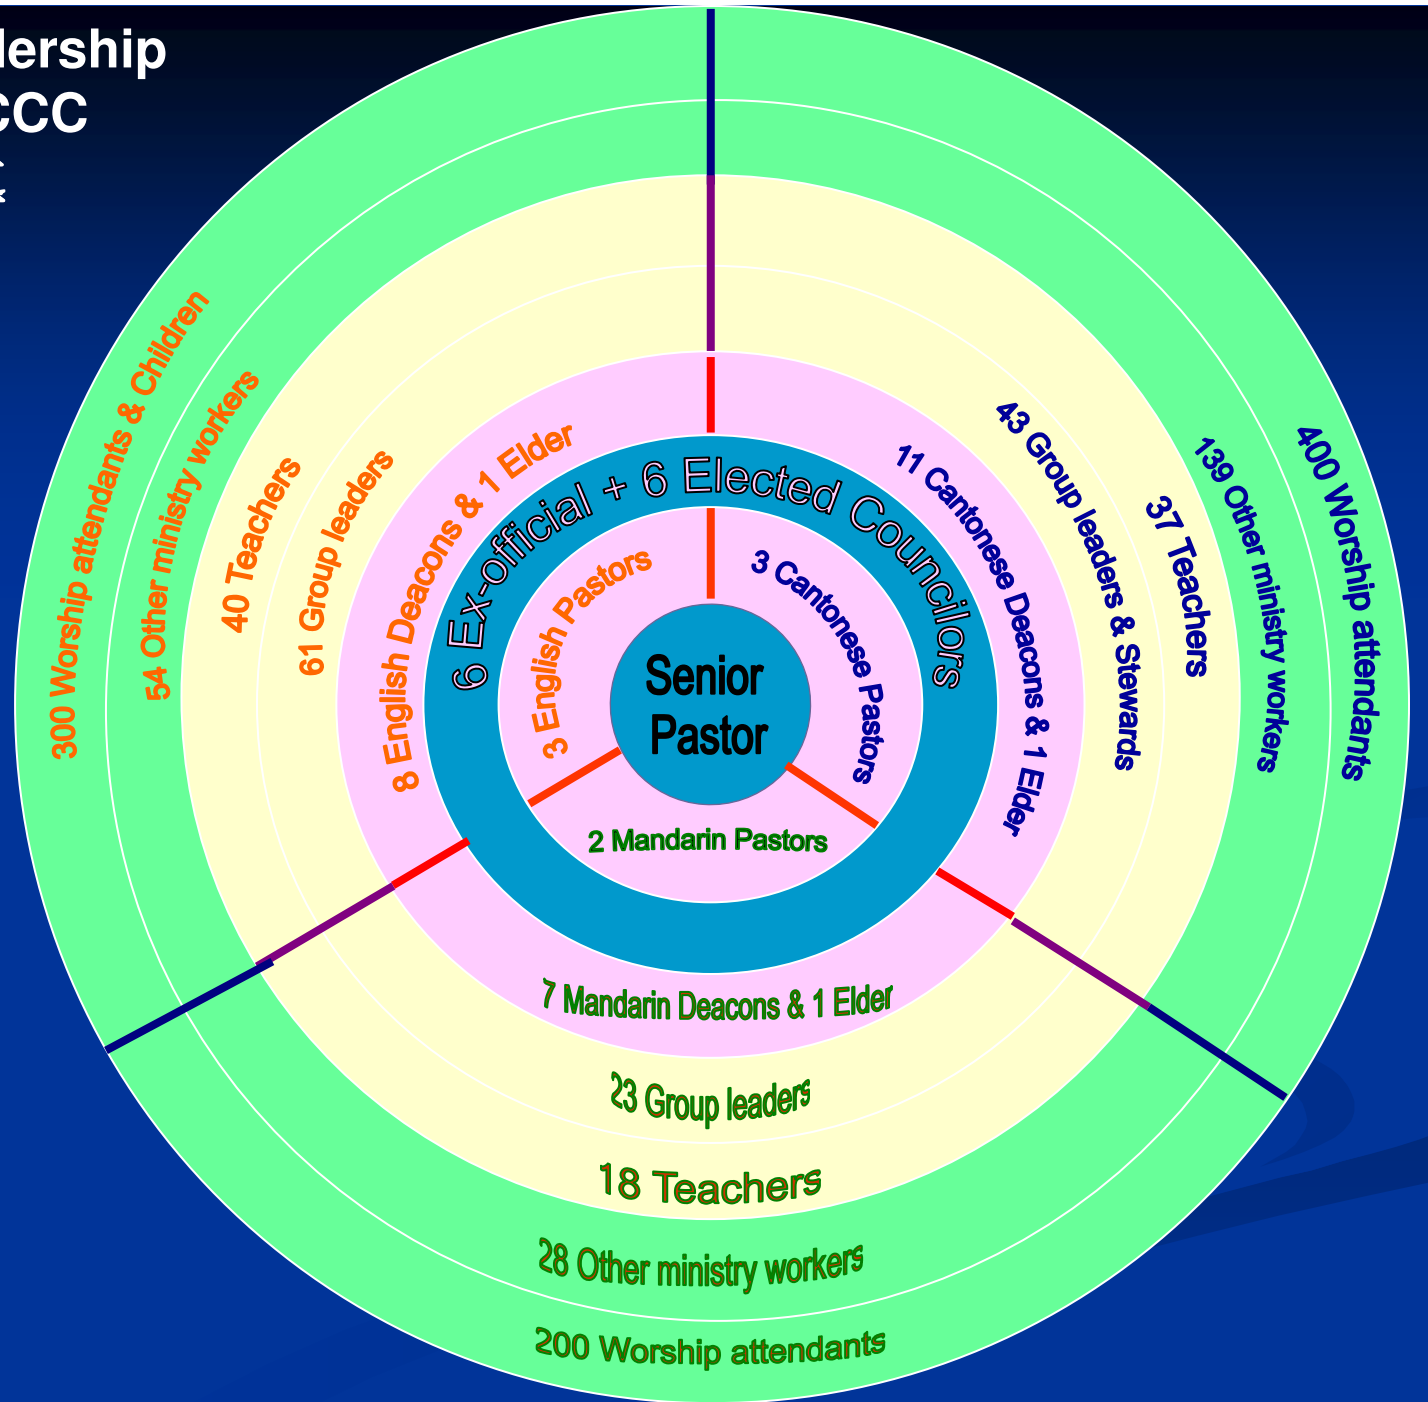 dership
CCC
Senior
Pastor
3 English Pastors
3 Cantonese Pastors
2 Mandarin Pastors
6 Ex-official + 6 Elected Councilors
8 English Deacons & 1 Elder
11 Cantonese Deacons & 1 Elder
7 Mandarin Deacons & 1 Elder
61 Group leaders
43 Group leaders & Stewards
23 Group leaders
40 Teachers
37 Teachers
18 Teachers
54 Other ministry workers
139 Other ministry workers
28 Other ministry workers
300 Worship attendants & Children
400 Worship attendants
200 Worship attendants